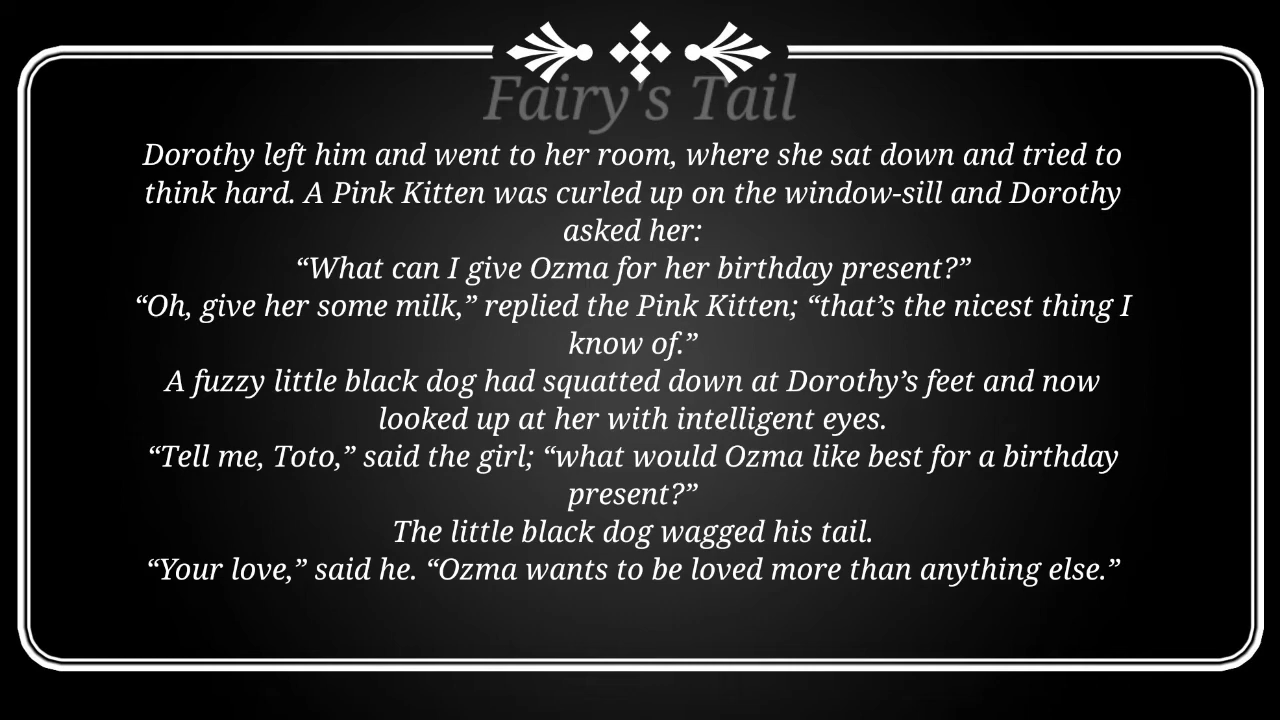 Fairy's Tail
Dorothy left him and went to her room, where she sat down and tried to
think hard. A Pink Kitten was curled up on the window-sill and Dorothy
asked her:
“What can I give Ozma for her birthday present?”
“Oh, give her some milk,” replied the Pink Kitten; “that’s the nicest thing I
know of.”
A fuzzy little black dog had squatted down at Dorothy’s feet and now
looked up at her with intelligent eyes.
“Tell me, Toto,” said the girl; “what would Ozma like best for a birthday
present?”
The little black dog wagged his tail.
“Your love,” said he. “Ozma wants to be loved more than anything else.”